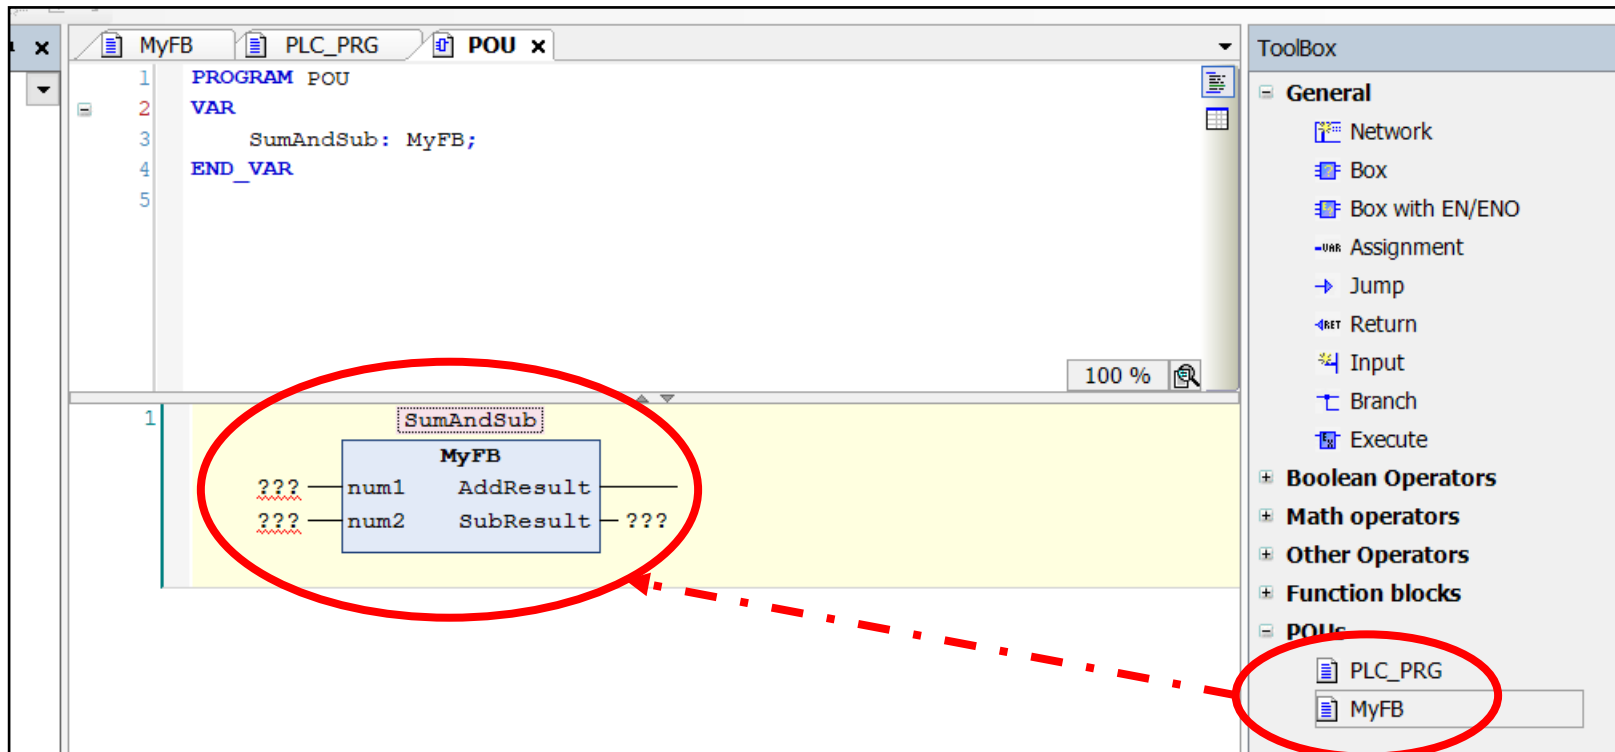 MyFB PLC_PRG POU
1 PROGRAM POU
2 VAR
3 SumAndSub: MyFB;
4 END_VAR
5
100 %
1
SumAndSub
MyFB
??? num1 AddResult
??? num2 SubResult ???
ToolBox
General
Network
Box
Box with EN/ENO
-VAR Assignment
Jump
RET Return
Input
Branch
Execute
Boolean Operators
Math operators
Other Operators
Function blocks
POUs
PLC_PRG
MyFB